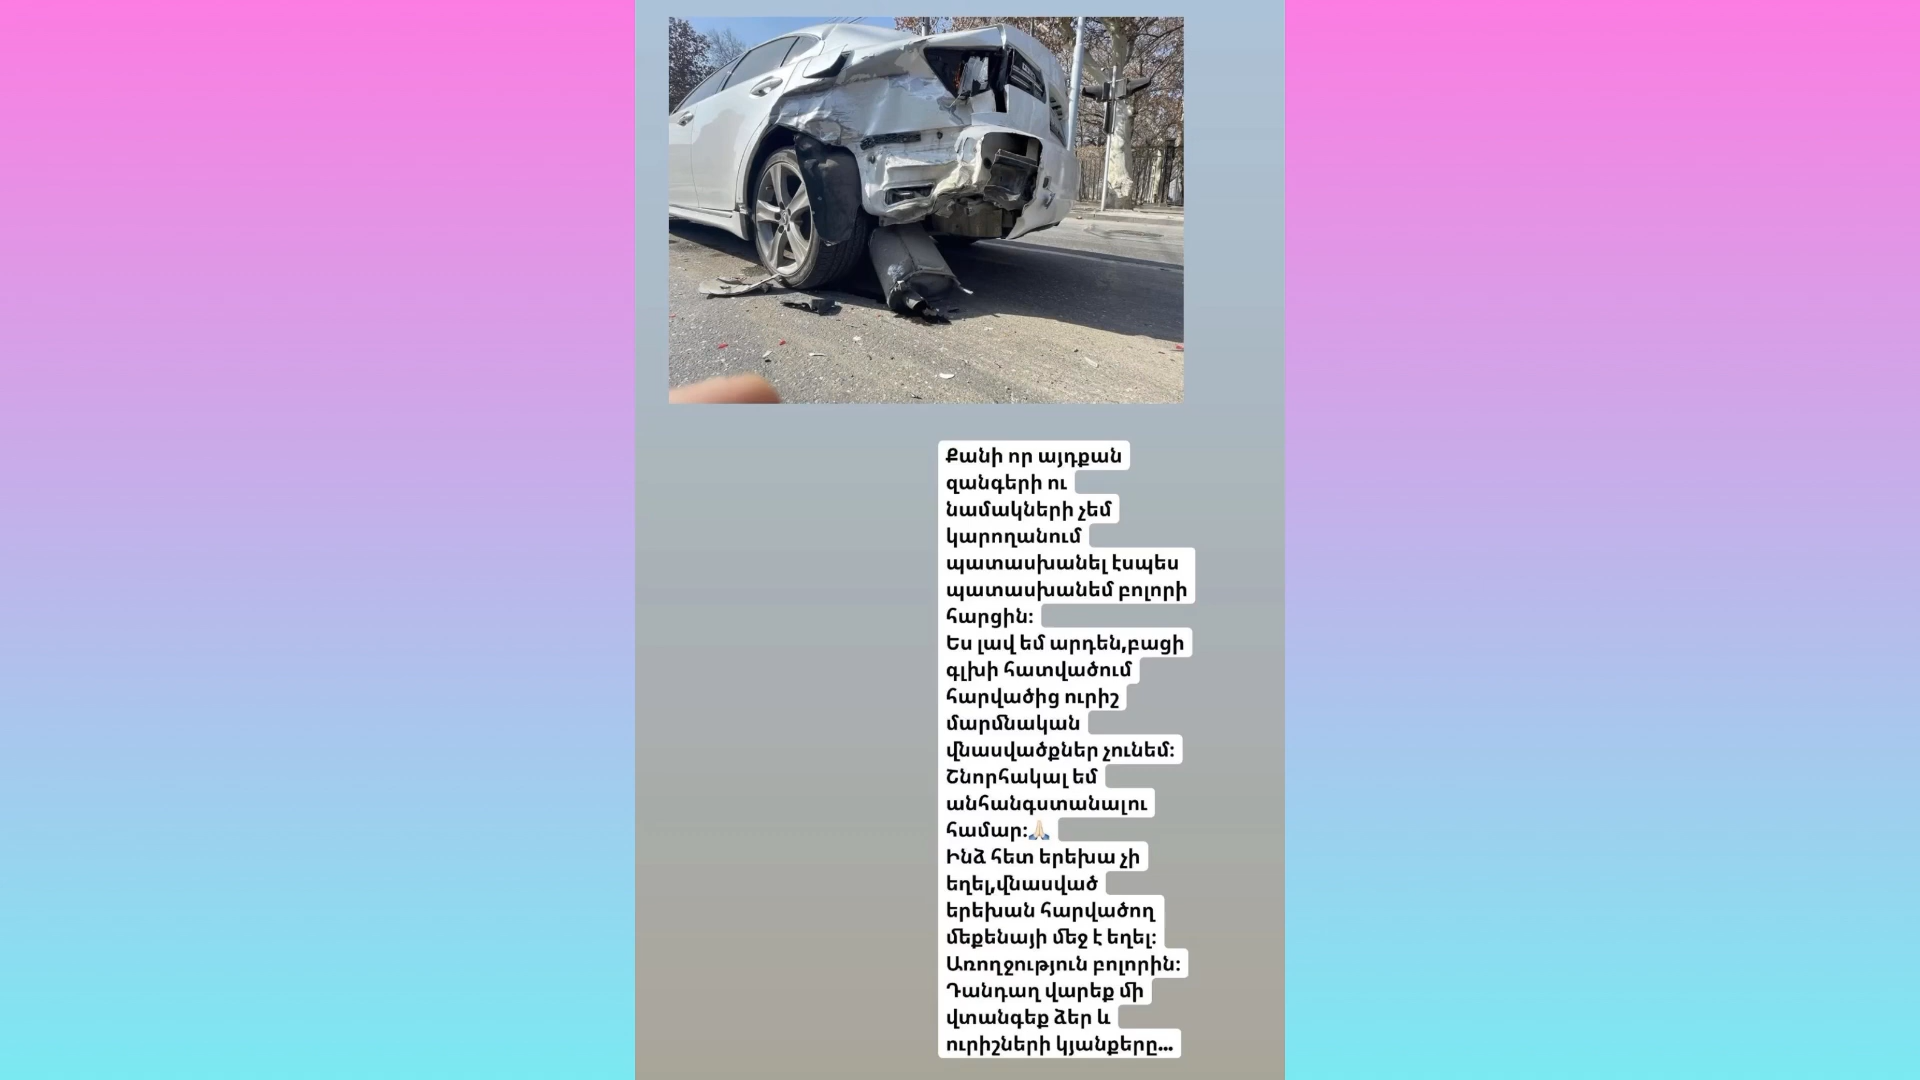 Քանի որ այդքան
զանգերի ու
նամակների չեմ
կարողանում
պատասխանել էսպես
պատասխանեմ բոլորի
հարցին։
Ես լավ եմ արդեն,բացի
գլխի հատվածում
հարվածից ուրիշ
մարմնական
վնասվածքներ չունեմ։
Շնորհակալ եմ
անհանգստանալու
համար։🙏🏻
Ինձ հետ երեխա չի
եղել,վնասված
երեխան հարվածող
մեքենայի մեջ է եղել։
Առողջություն բոլորին։
Դանդաղ վարեք մի
վտանգեք ձեր և
ուրիշների կյանքերը...